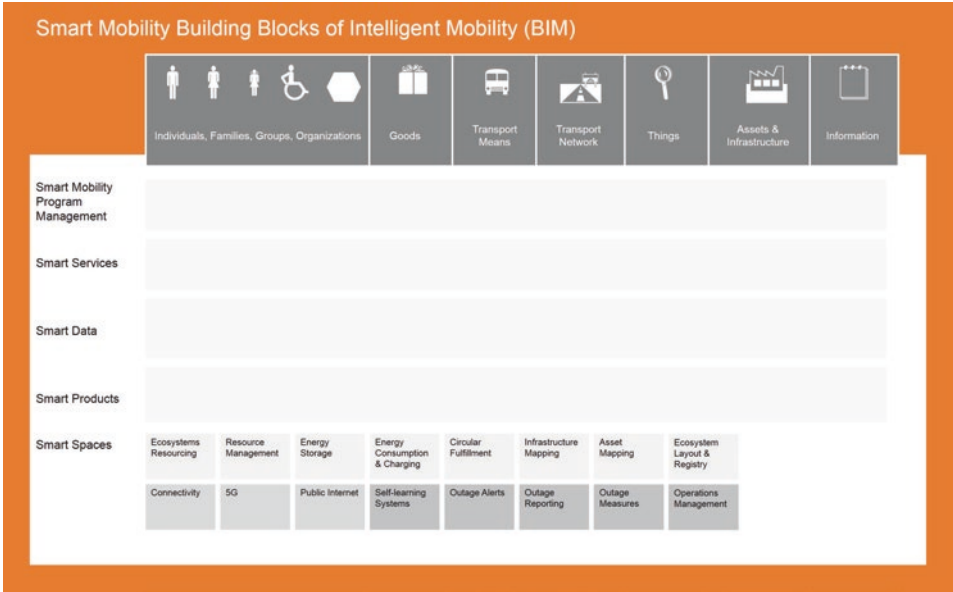 Smart Mobility Building Blocks of Intelligent Mobility (BIM)
Individuals, Families, Groups, Organizations
Goods
Transport
Means
Transport
Network
Things
Assets &
Infrastructure
Information
Smart Mobility
Program
Management
Smart Services
Smart Data
Smart Products
Smart Spaces
Ecosystems
Resourcing
Resource
Management
Energy
Storage
Energy
Consumption
& Charging
Circular
Fulfillment
Infrastructure
Mapping
Asset
Mapping
Ecosystem
Layout &
Registry
Connectivity
5G
Public Internet
Self-learning
Systems
Outage Alerts
Outage
Reporting
Outage
Measures
Operations
Management